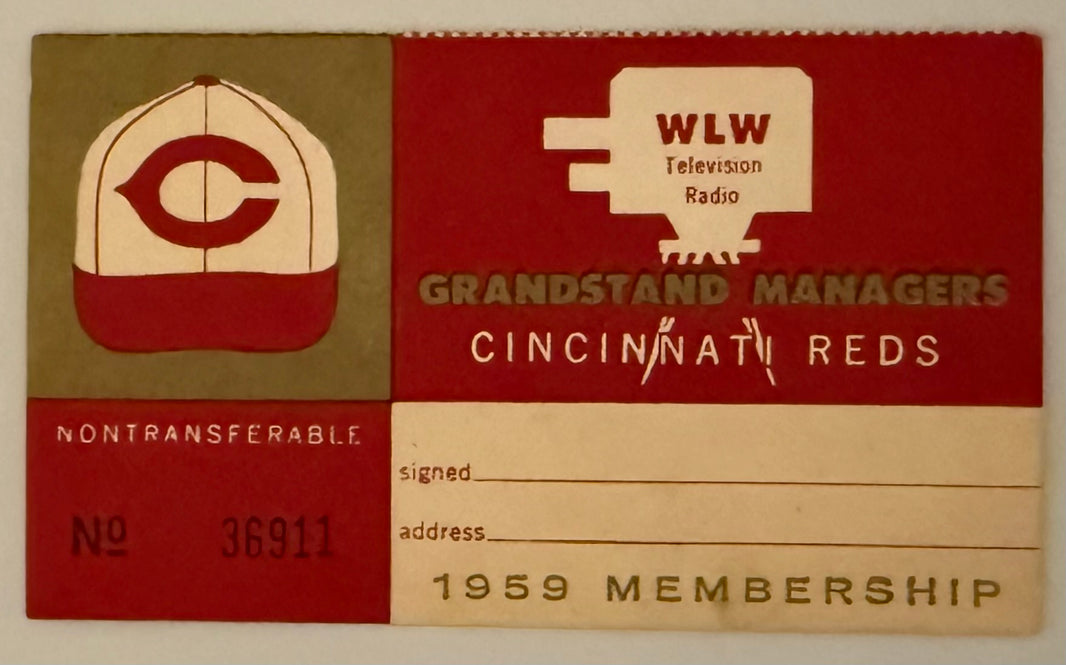 C
NONTRANSFERABLE
Nº 36911
WLW
Television
Radio
GRANDSTAND MANAGERS
CINCINNATI REDS
signed
address
1959 MEMBERSHIP